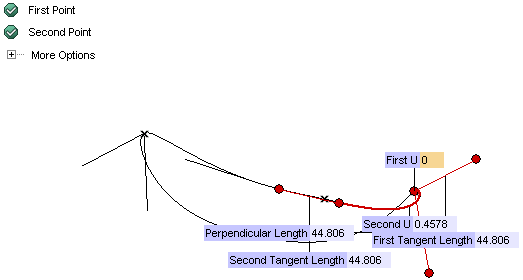 First Point
Second Point
More Options
First U 0
Second U 0.4578
Perpendicular Length 44.806
First Tangent Length 44.806
Second Tangent Length 44.806